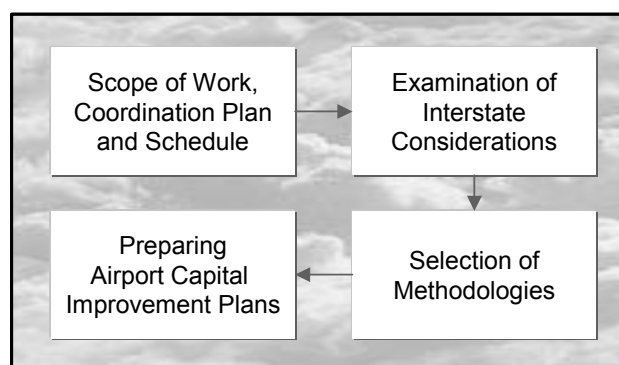 Scope of Work,
Coordination Plan
and Schedule
Examination of
Interstate
Considerations
Selection of
Methodologies
Preparing
Airport Capital
Improvement Plans